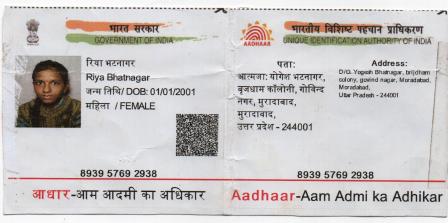 भारत सरकार
GOVERNMENT OF INDIA
रिया भटनागर
Riya Bhatnagar
जन्म तिथि/ DOB: 01/01/2001
महिला / FEMALE
8939 5769 2938
आधार-आम आदमी का अधिकार
भारतीय विशिष्ट पहचान प्राधिकरण
UNIQUE IDENTIFICATION AUTHORITY OF INDIA
AADHAAR
पता:
आत्मजा: योगेश भटनागर,
बृजधाम कॉलोनी, गोविंद
नगर, मुरादाबाद,
मुरादाबाद,
उत्तर प्रदेश - 244001
Address:
D/O. Yogesh Bhatnagar, brijdham
colony, govind nagar, Moradabad,
Moradabad,
Uttar Pradesh - 244001
8939 5769 2938
Aadhaar-Aam Admi ka Adhikar